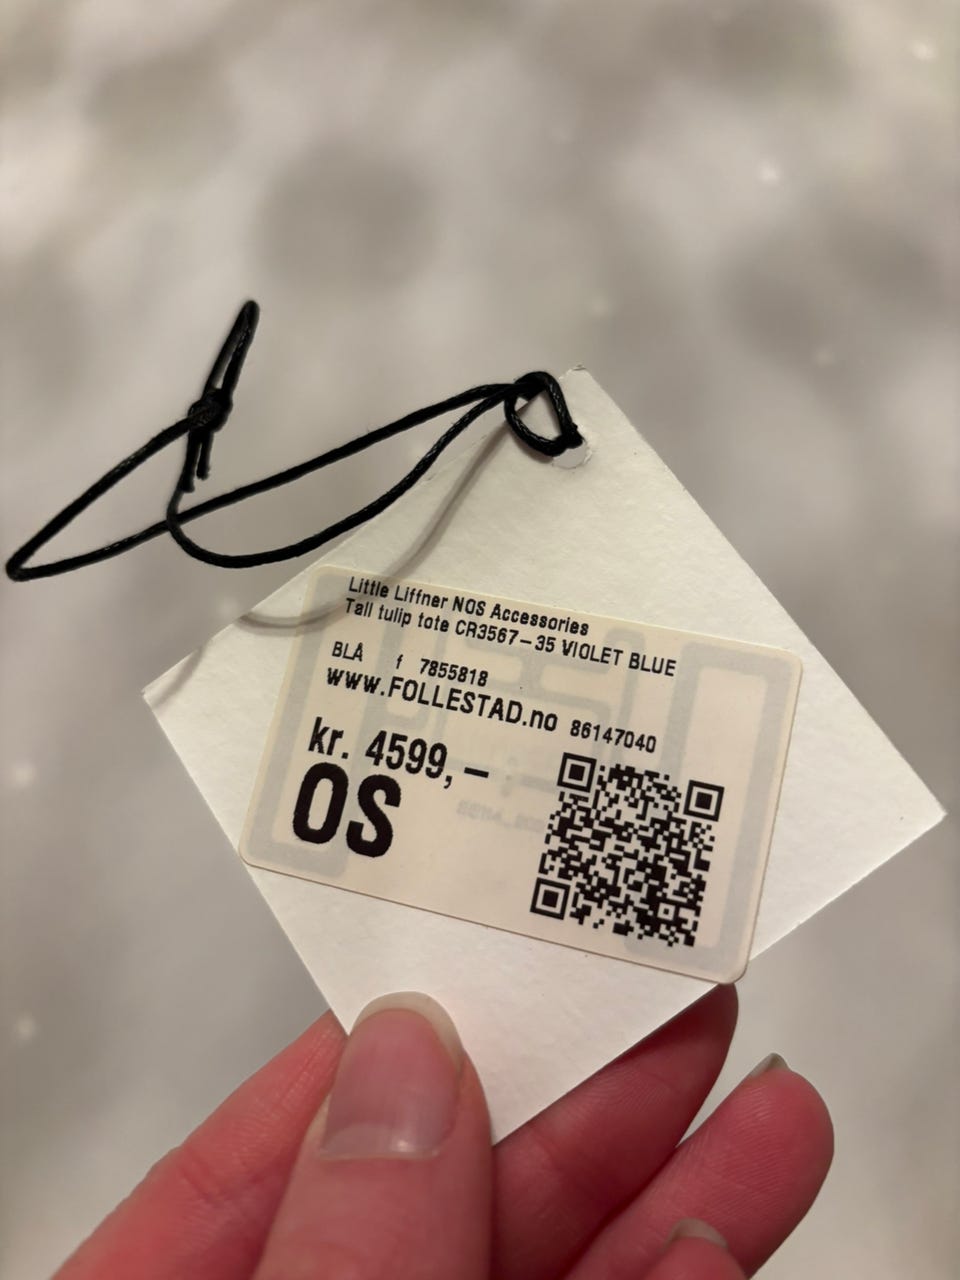 Little Liffner NOS Accessories
Tall tulip tote CR3567-35 VIOLET BLUE
BLÅ f 7855818
www.FOLLESTAD.no 86147040
kr. 4599,-
OS